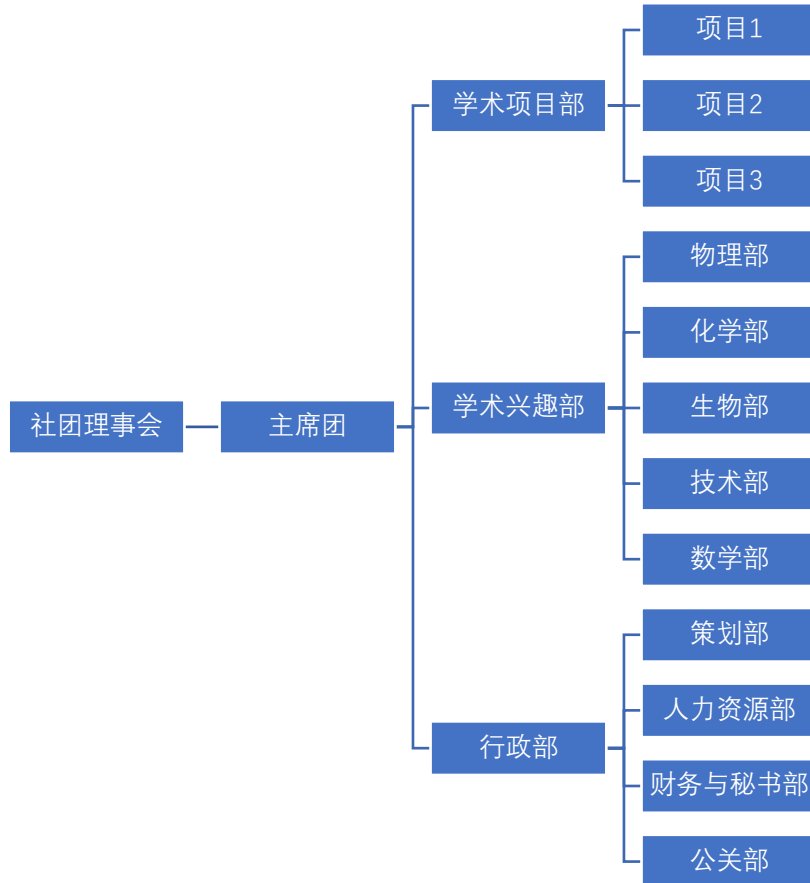 社团理事会
主席团
学术项目部
项目1
项目2
项目3
学术兴趣部
物理部
化学部
生物部
技术部
数学部
行政部
策划部
人力资源部
财务与秘书部
公关部